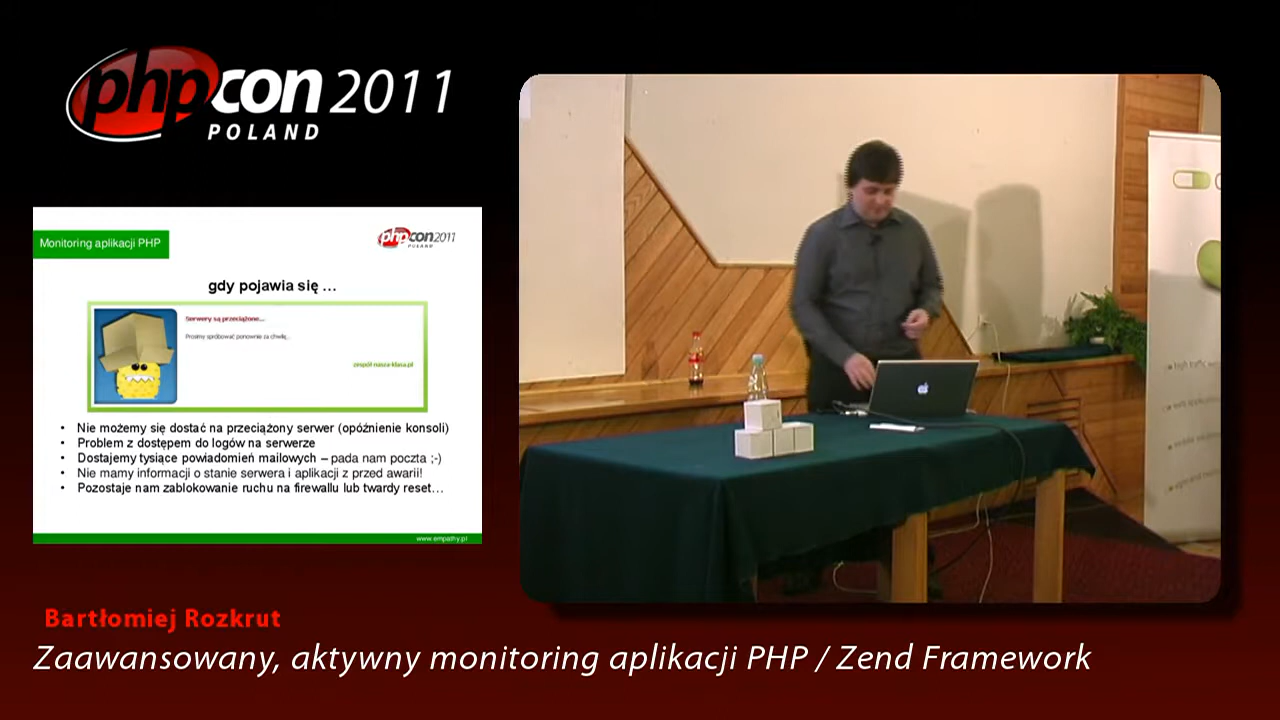 phpcon 2011
POLAND
Monitoring aplikacji PHP
phpcon2011
POLAND
gdy pojawia się ...
Serwery są przeciążone...
Prosimy spróbować ponownie za chwilę...
zespół nasza-klasa.pl
• Nie możemy się dostać na przeciążony serwer (opóźnienie konsoli)
• Problem z dostępem do logów na serwerze
• Dostajemy tysiące powiadomień mailowych – pada nam poczta ;-)
• Nie mamy informacji o stanie serwera i aplikacji z przed awarii!
• Pozostaje nam zablokowanie ruchu na firewallu lub twardy reset…
www.empathy.pl
high traffic
Bartłomiej Rozkrut
Zaawansowany, aktywny monitoring aplikacji PHP / Zend Framework